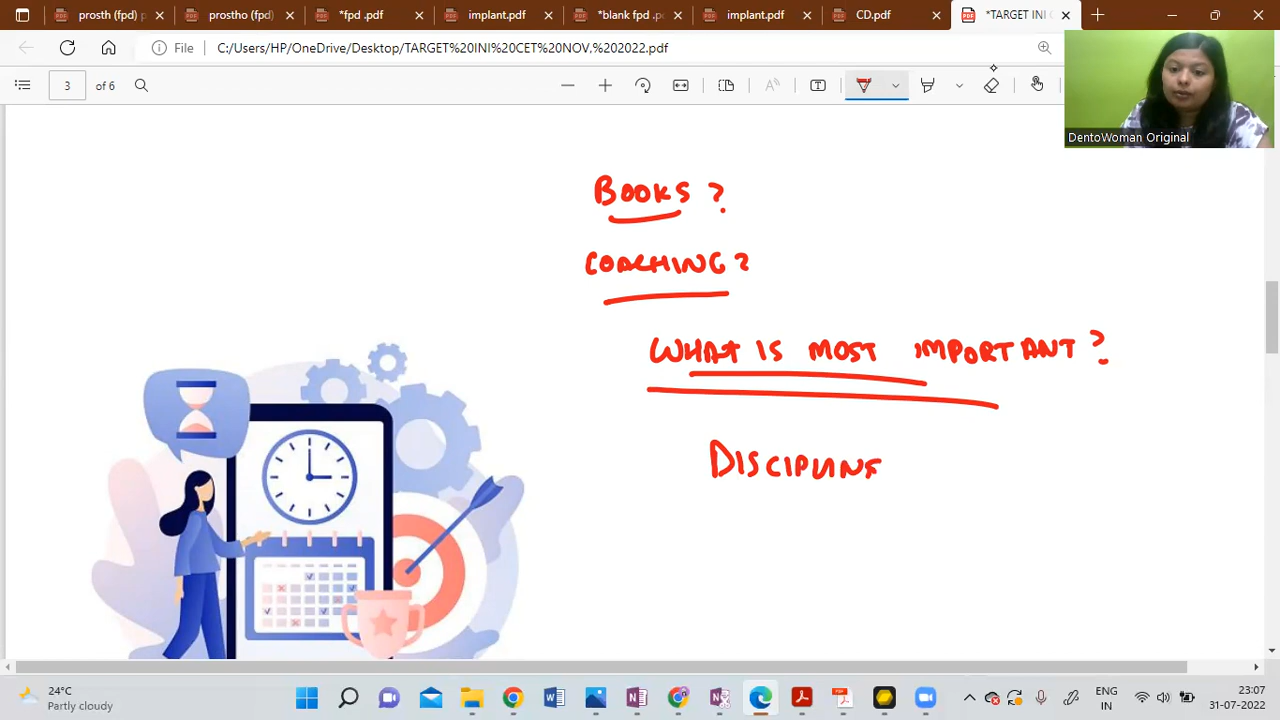 prosth (fpd)
prostho (fpd)
*fpd .pdf
implant.pdf
*blank fpd .p
implant.pdf
CD.pdf
*TARGET INI C
File C:/Users/HP/OneDrive/Desktop/TARGET%20INI%20CET%20NOV,%202022.pdf
3 of 6
DentoWoman Original
BOOKS ?
COACHING ?
WHAT IS MOST IMPORTANT ?
DISCIPLINE
24°C
Partly cloudy
ENG
IN
23:07
31-07-2022